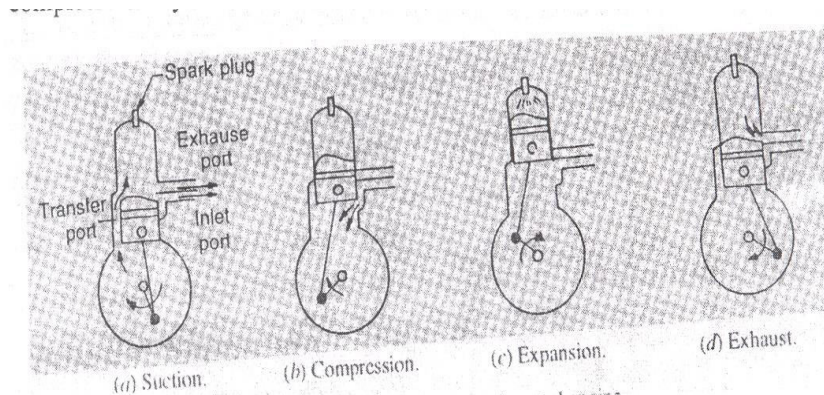 Spark plug
Exhause
port
Transfer
port
Inlet
port
(a) Suction.
(b) Compression.
(c) Expansion.
(d) Exhaust.